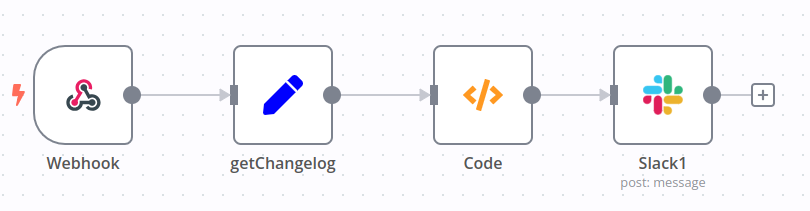 Webhook
getChangelog
Code
Slack1
post: message